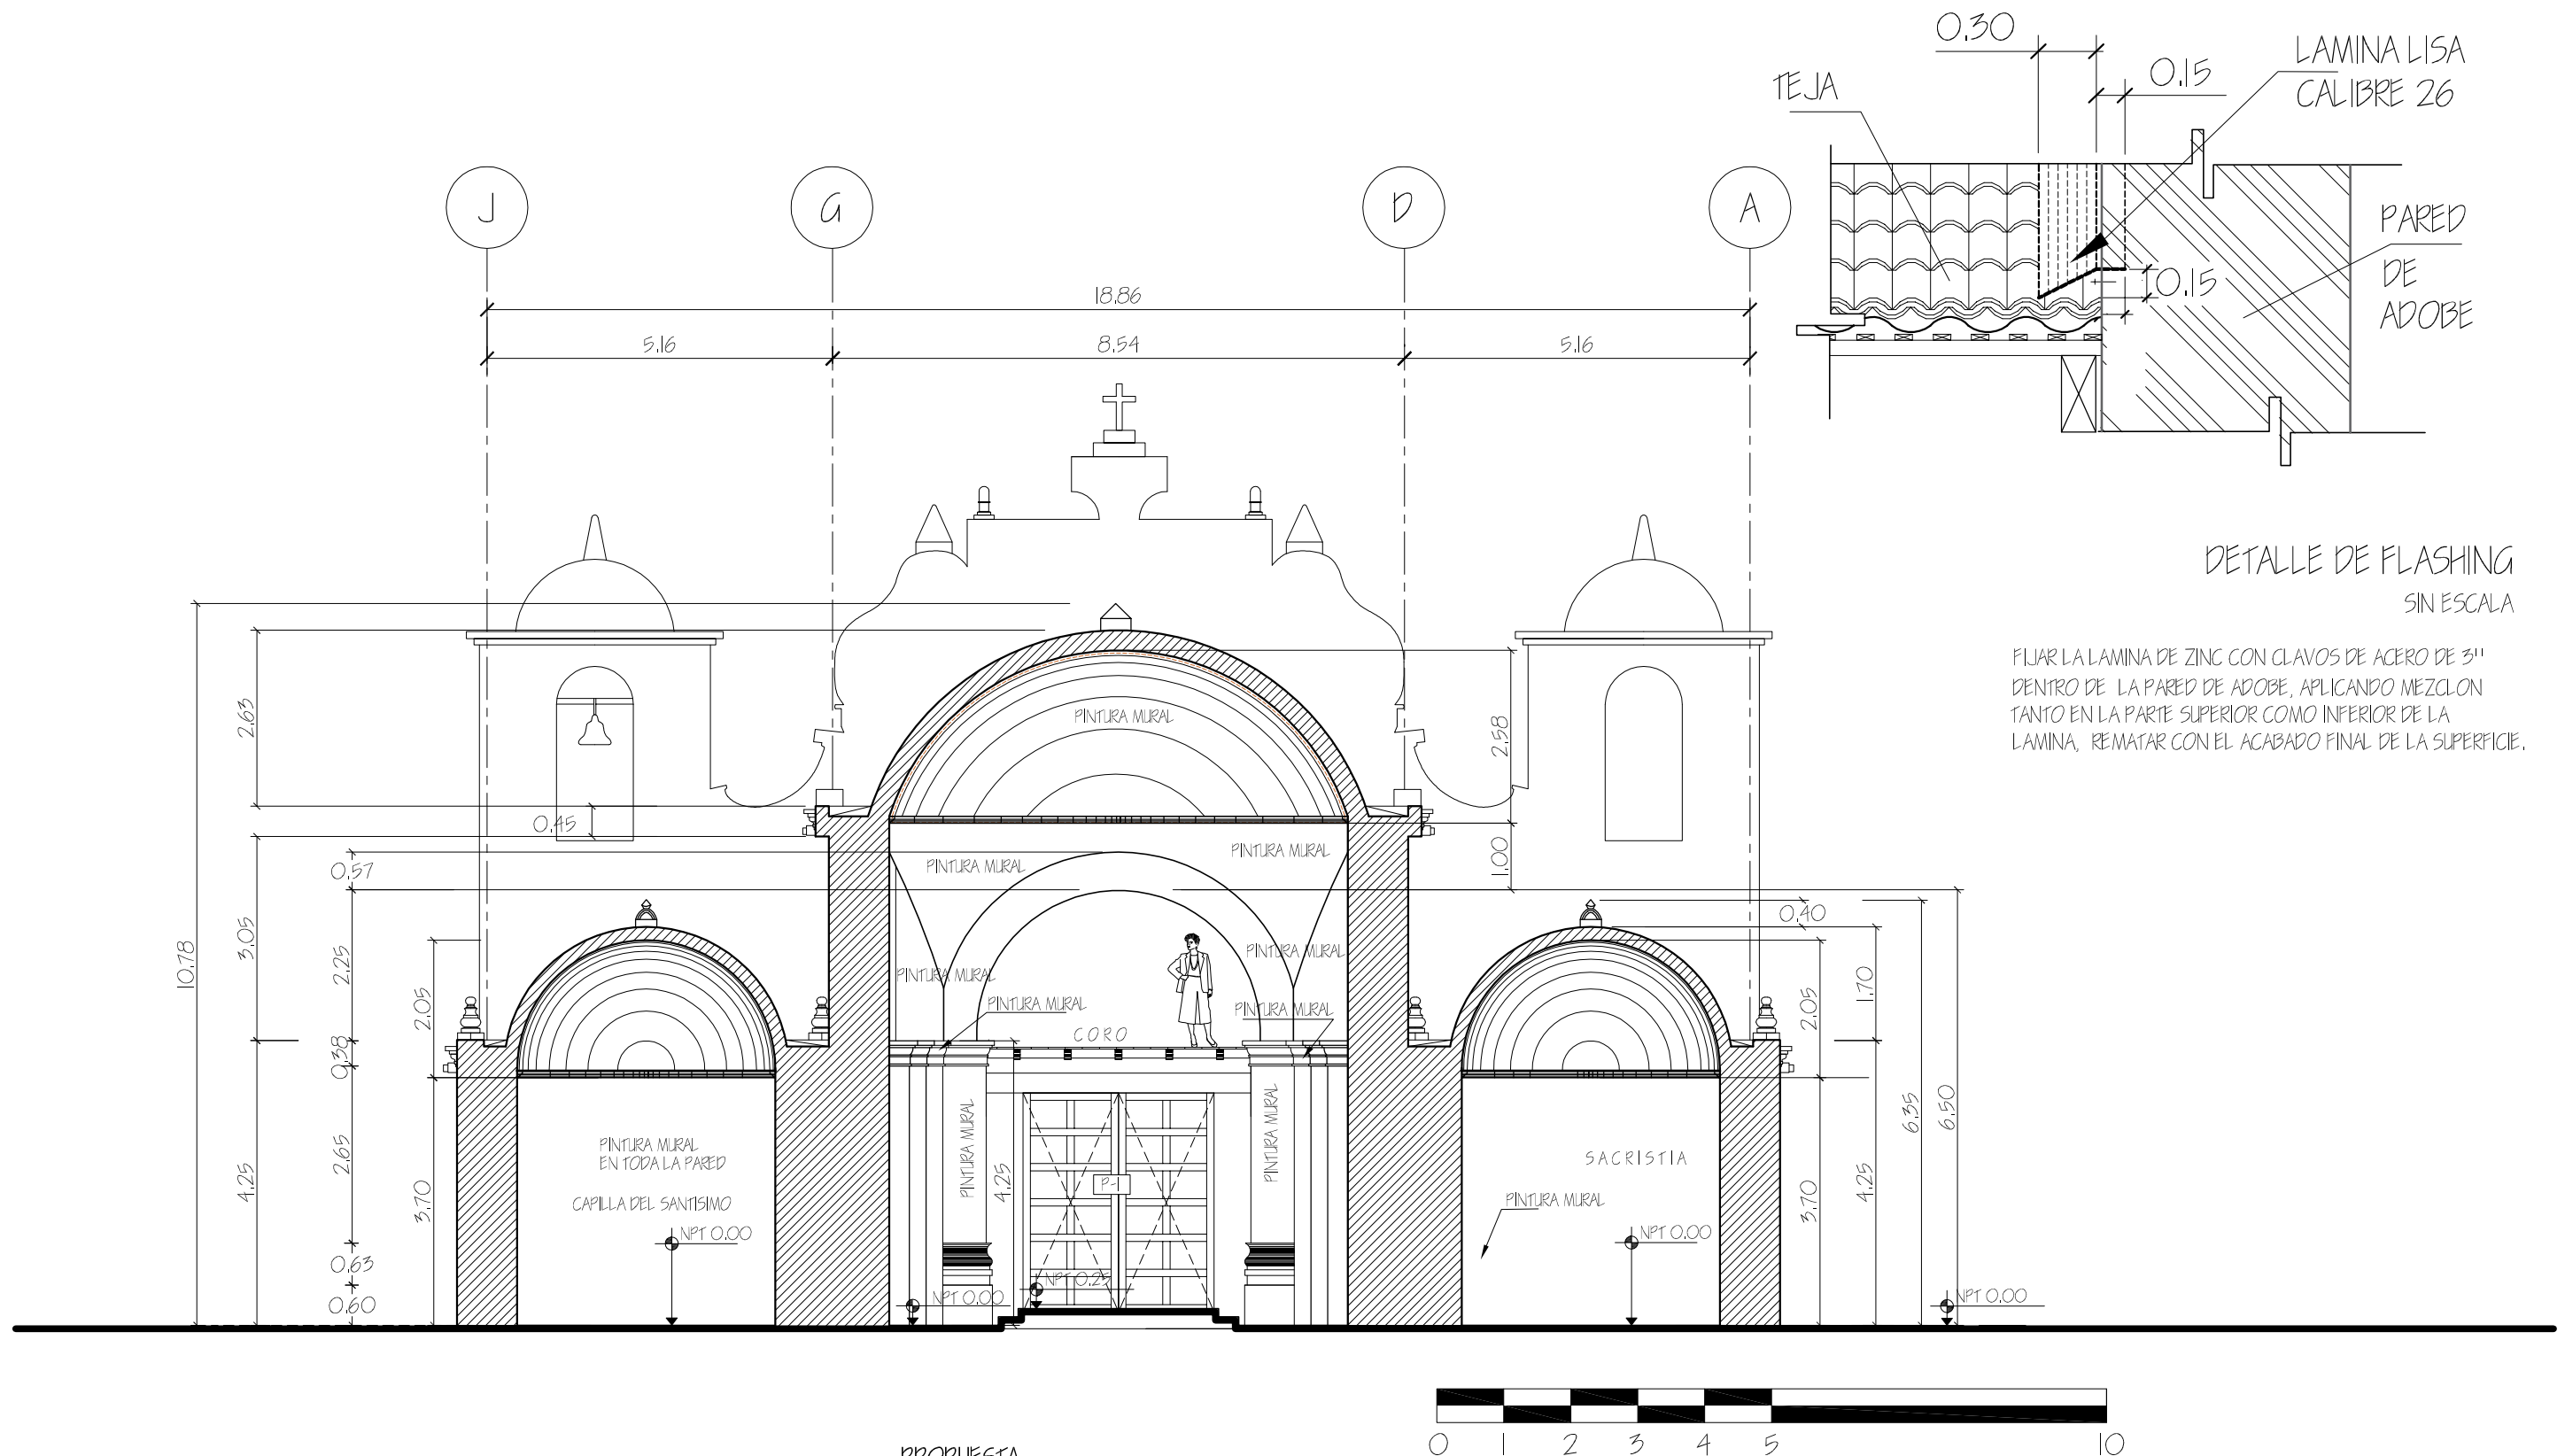 0.30
LAMINA LISA
CALIBRE 26
0.15
TEJA
PARED
DE
ADOBE
0.15
J
G
D
A
18.86
5.16
8.54
5.16
DETALLE DE FLASHING
SIN ESCALA
FIJAR LA LAMINA DE ZINC CON CLAVOS DE ACERO DE 3"
DENTRO DE LA PARED DE ADOBE, APLICANDO MEZCLON
TANTO EN LA PARTE SUPERIOR COMO INFERIOR DE LA
LAMINA, REMATAR CON EL ACABADO FINAL DE LA SUPERFICIE.
10.78
2.63
3.05
4.25
0.45
0.57
2.25
0.38
2.65
0.63
0.60
2.05
3.70
PINTURA MURAL
PINTURA MURAL
PINTURA MURAL
PINTURA MURAL
PINTURA MURAL
PINTURA MURAL
PINTURA MURAL
CORO
2.58
1.00
0.40
2.05
1.70
3.70
4.25
6.35
6.50
PINTURA MURAL
EN TODA LA PARED
CAPILLA DEL SANTISIMO
NPT 0.00
PINTURA MURAL
4.25
P-1
PINTURA MURAL
NPT 0.00
NPT 0.25
SACRISTIA
PINTURA MURAL
NPT 0.00
NPT 0.00
0 1 2 3 4 5 10
PROPUESTA